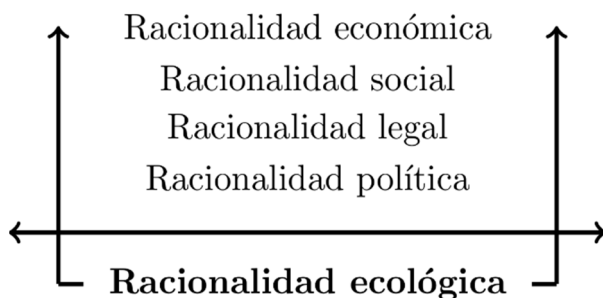 Racionalidad económica
Racionalidad social
Racionalidad legal
Racionalidad política
Racionalidad ecológica